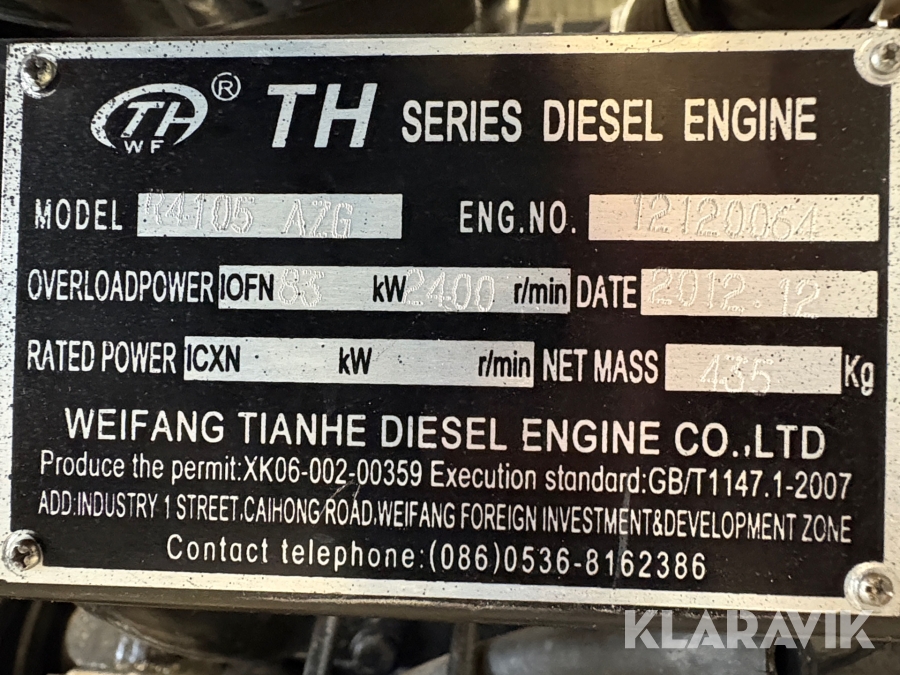 TH WF ® TH SERIES DIESEL ENGINE
MODEL R4105 AZG ENG.NO. 12120064
OVERLOADPOWER IOFN 83 kW 2400 r/min DATE 2012.12
RATED POWER ICXN kW r/min NET MASS 435 Kg
WEIFANG TIANHE DIESEL ENGINE CO.,LTD
Produce the permit:XK06-002-00359 Execution standard:GB/T1147.1-2007
ADD:INDUSTRY 1 STREET.CAIHONG ROAD.WEIFANG FOREIGN INVESTMENT&DEVELOPMENT ZONE
Contact telephone:(086)0536-8162386
KLARAVIK